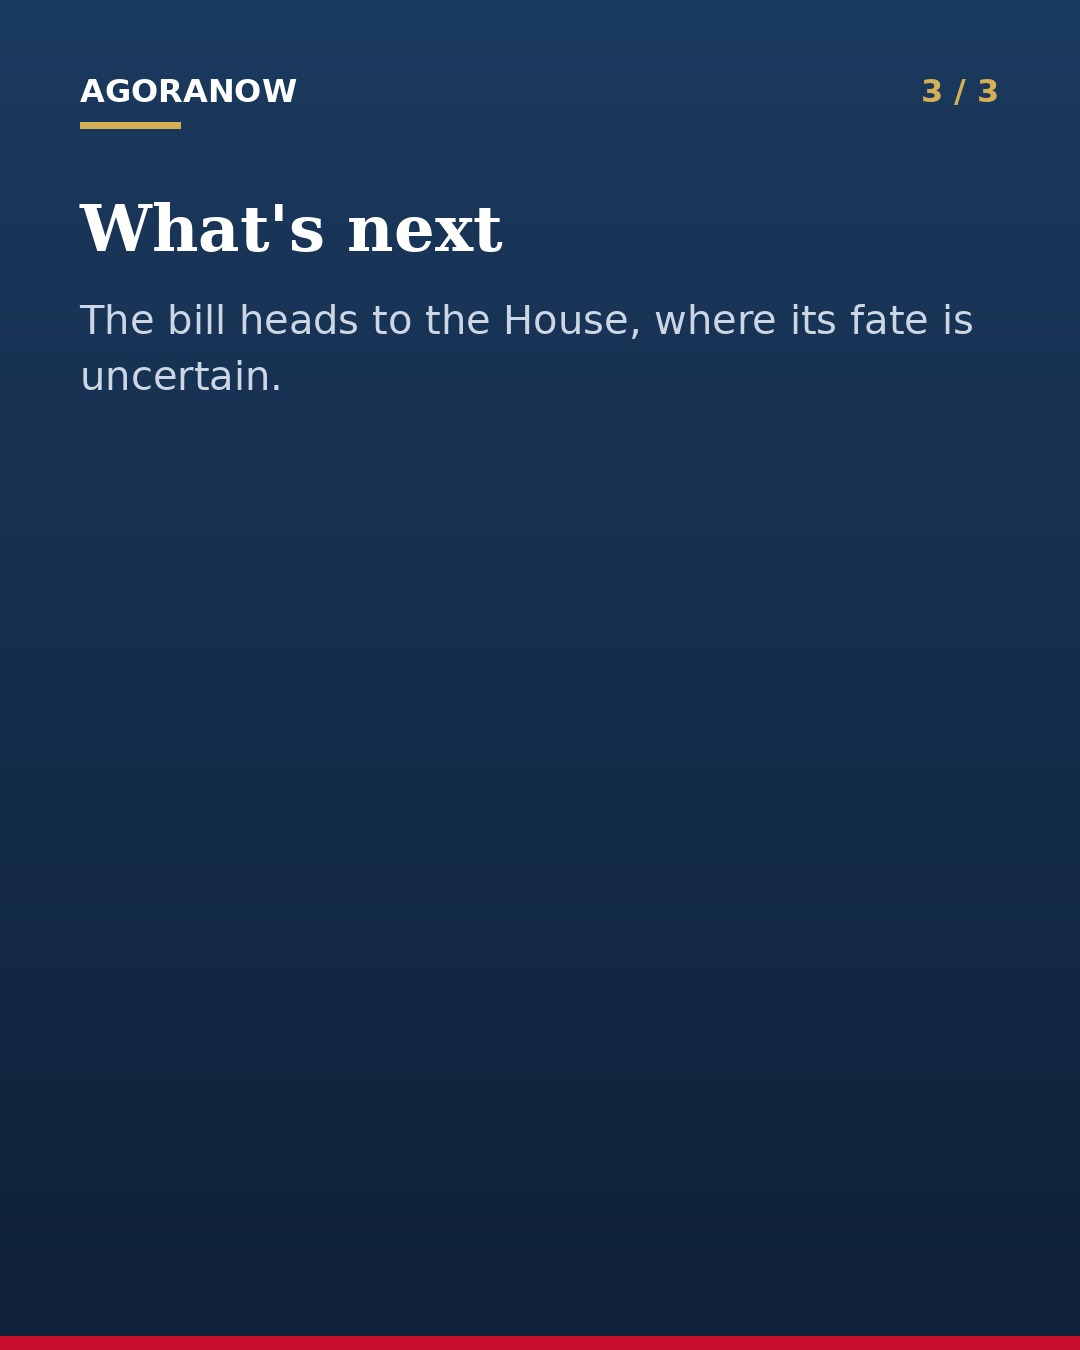 AGORANOW
3 / 3
What's next
The bill heads to the House, where its fate is
uncertain.